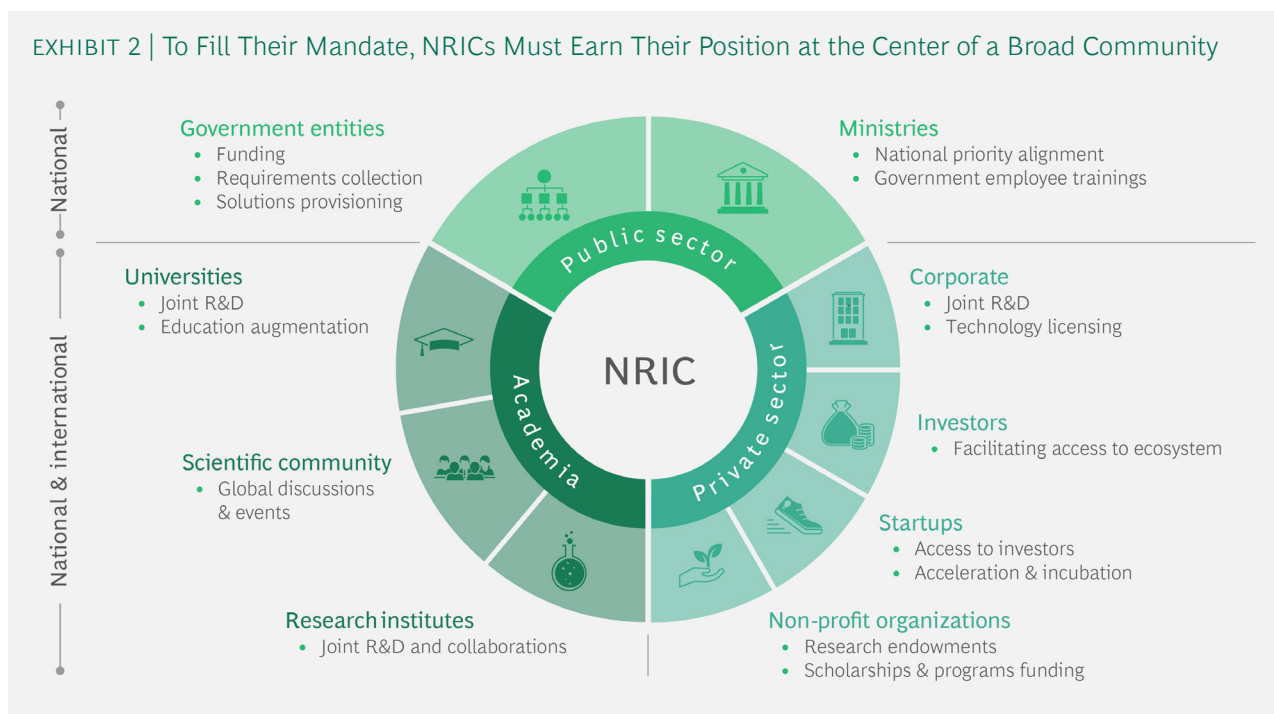 EXHIBIT 2 | To Fill Their Mandate, NRICs Must Earn Their Position at the Center of a Broad Community
National
Government entities
• Funding
• Requirements collection
• Solutions provisioning
Ministries
• National priority alignment
• Government employee trainings
Public sector
National & international
Universities
• Joint R&D
• Education augmentation
Corporate
• Joint R&D
• Technology licensing
NRIC
Academia
Private sector
Investors
• Facilitating access to ecosystem
Scientific community
• Global discussions
& events
Startups
• Access to investors
• Acceleration & incubation
Research institutes
• Joint R&D and collaborations
Non-profit organizations
• Research endowments
• Scholarships & programs funding